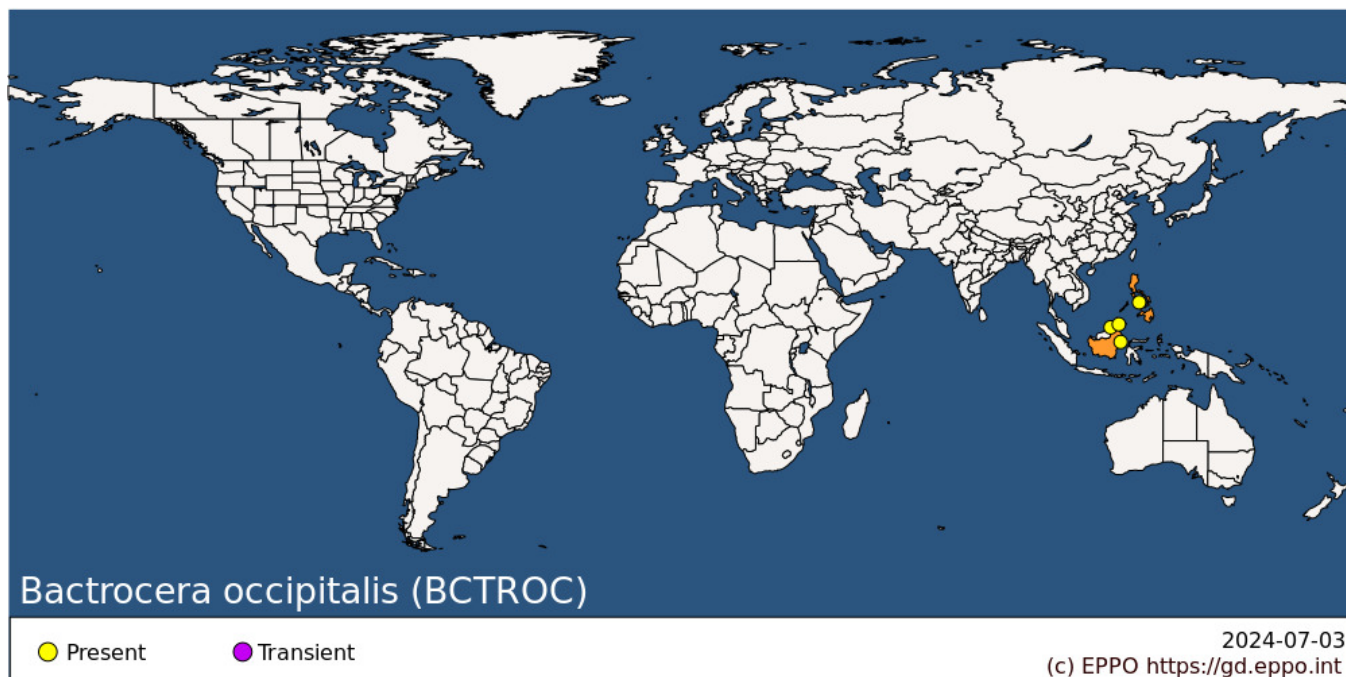 Bactrocera occipitalis (BCTROC)
Present
Transient
2024-07-03
(c) EPPO https://gd.eppo.int